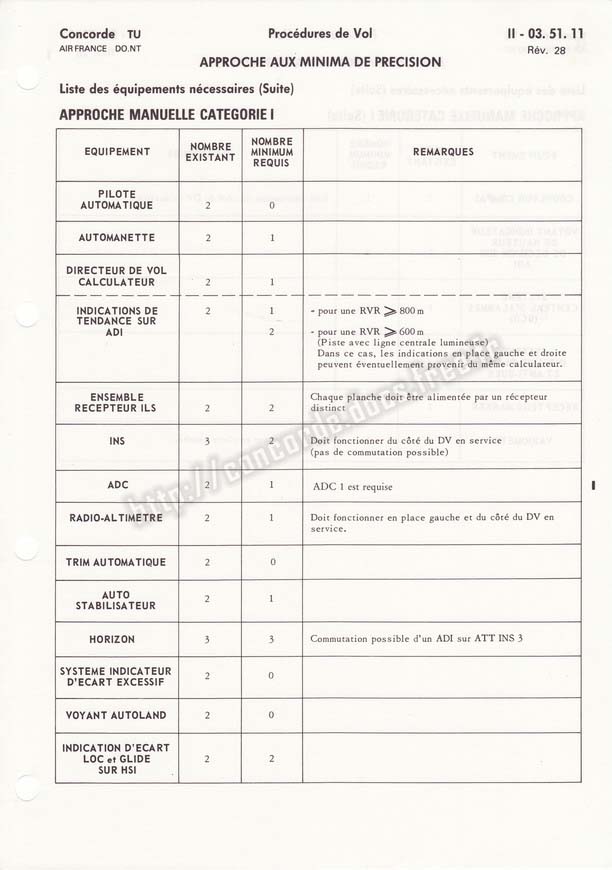 Concorde TU
AIR FRANCE DO.NT
Procédures de Vol
II - 03. 51. 11
Rév. 28
APPROCHE AUX MINIMA DE PRECISION
Liste des équipements nécessaires (Suite)
APPROCHE MANUELLE CATEGORIE I
EQUIPEMENT
NOMBRE EXISTANT
NOMBRE MINIMUM REQUIS
REMARQUES
PILOTE AUTOMATIQUE 2 0
AUTOMANETTE 2 1
DIRECTEUR DE VOL CALCULATEUR 2 1
INDICATIONS DE TENDANCE SUR ADI 2 1 - pour une RVR ⩾ 800 m
2 - pour une RVR ⩾ 600 m
(Piste avec ligne centrale lumineuse)
Dans ce cas, les indications en place gauche et droite
peuvent éventuellement provenir du même calculateur.
ENSEMBLE RECEPTEUR ILS 2 2 Chaque planche doit être alimentée par un récepteur
distinct
INS 3 2 Doit fonctionner du côté du DV en service
(pas de commutation possible)
ADC 2 1 ADC 1 est requise
RADIO-ALTIMETRE 2 1 Doit fonctionner en place gauche et du côté du DV en
service.
TRIM AUTOMATIQUE 2 0
AUTO STABILISATEUR 2 1
HORIZON 3 3 Commutation possible d'un ADI sur ATT INS 3
SYSTEME INDICATEUR D'ECART EXCESSIF 2 0
VOYANT AUTOLAND 2 0
INDICATION D'ECART LOC et GLIDE SUR HSI 2 2
http://concorde.docs.free.fr